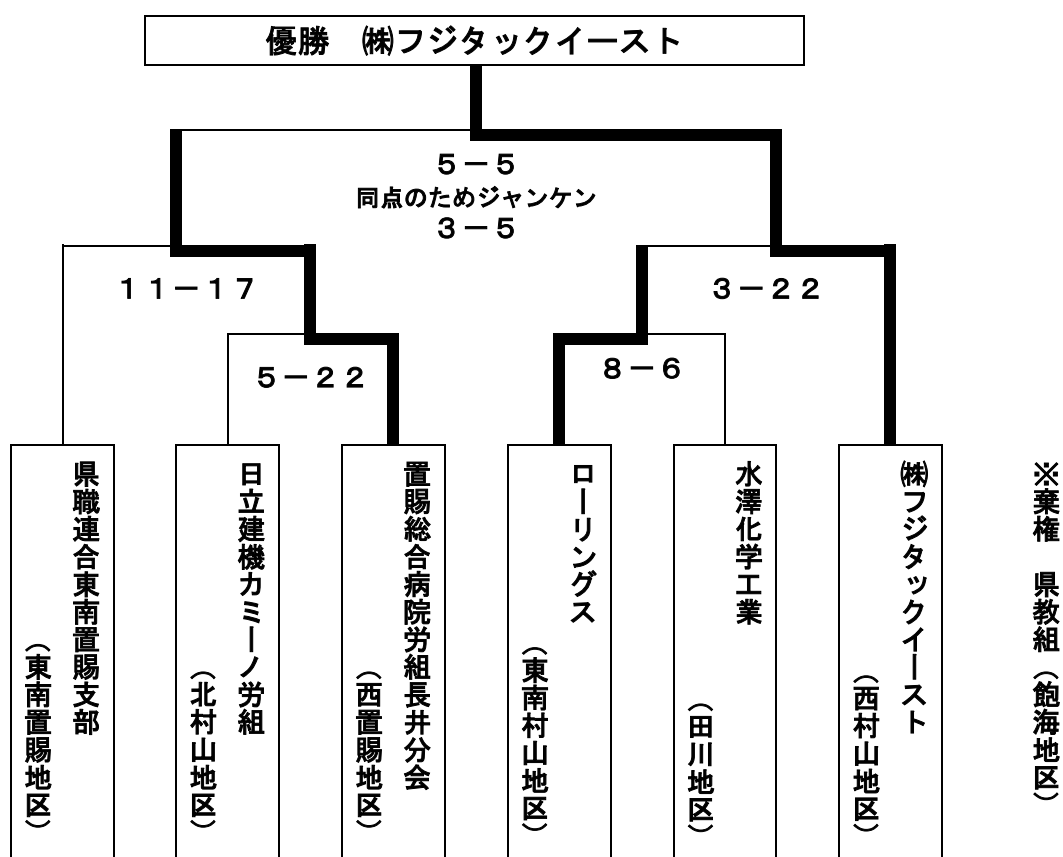 優勝　㈱フジタックイースト
５－５
同点のためジャンケン
３－５
１１－１７
３－２２
５－２２
８－６
県職連合東南置賜支部
（東南置賜地区）
日立建機カミーノ労組
（北村山地区）
置賜総合病院労組長井分会
（西置賜地区）
ローリングス
（東南村山地区）
水澤化学工業
（田川地区）
㈱フジタックイースト
（西村山地区）
※棄権　県教組（飽海地区）